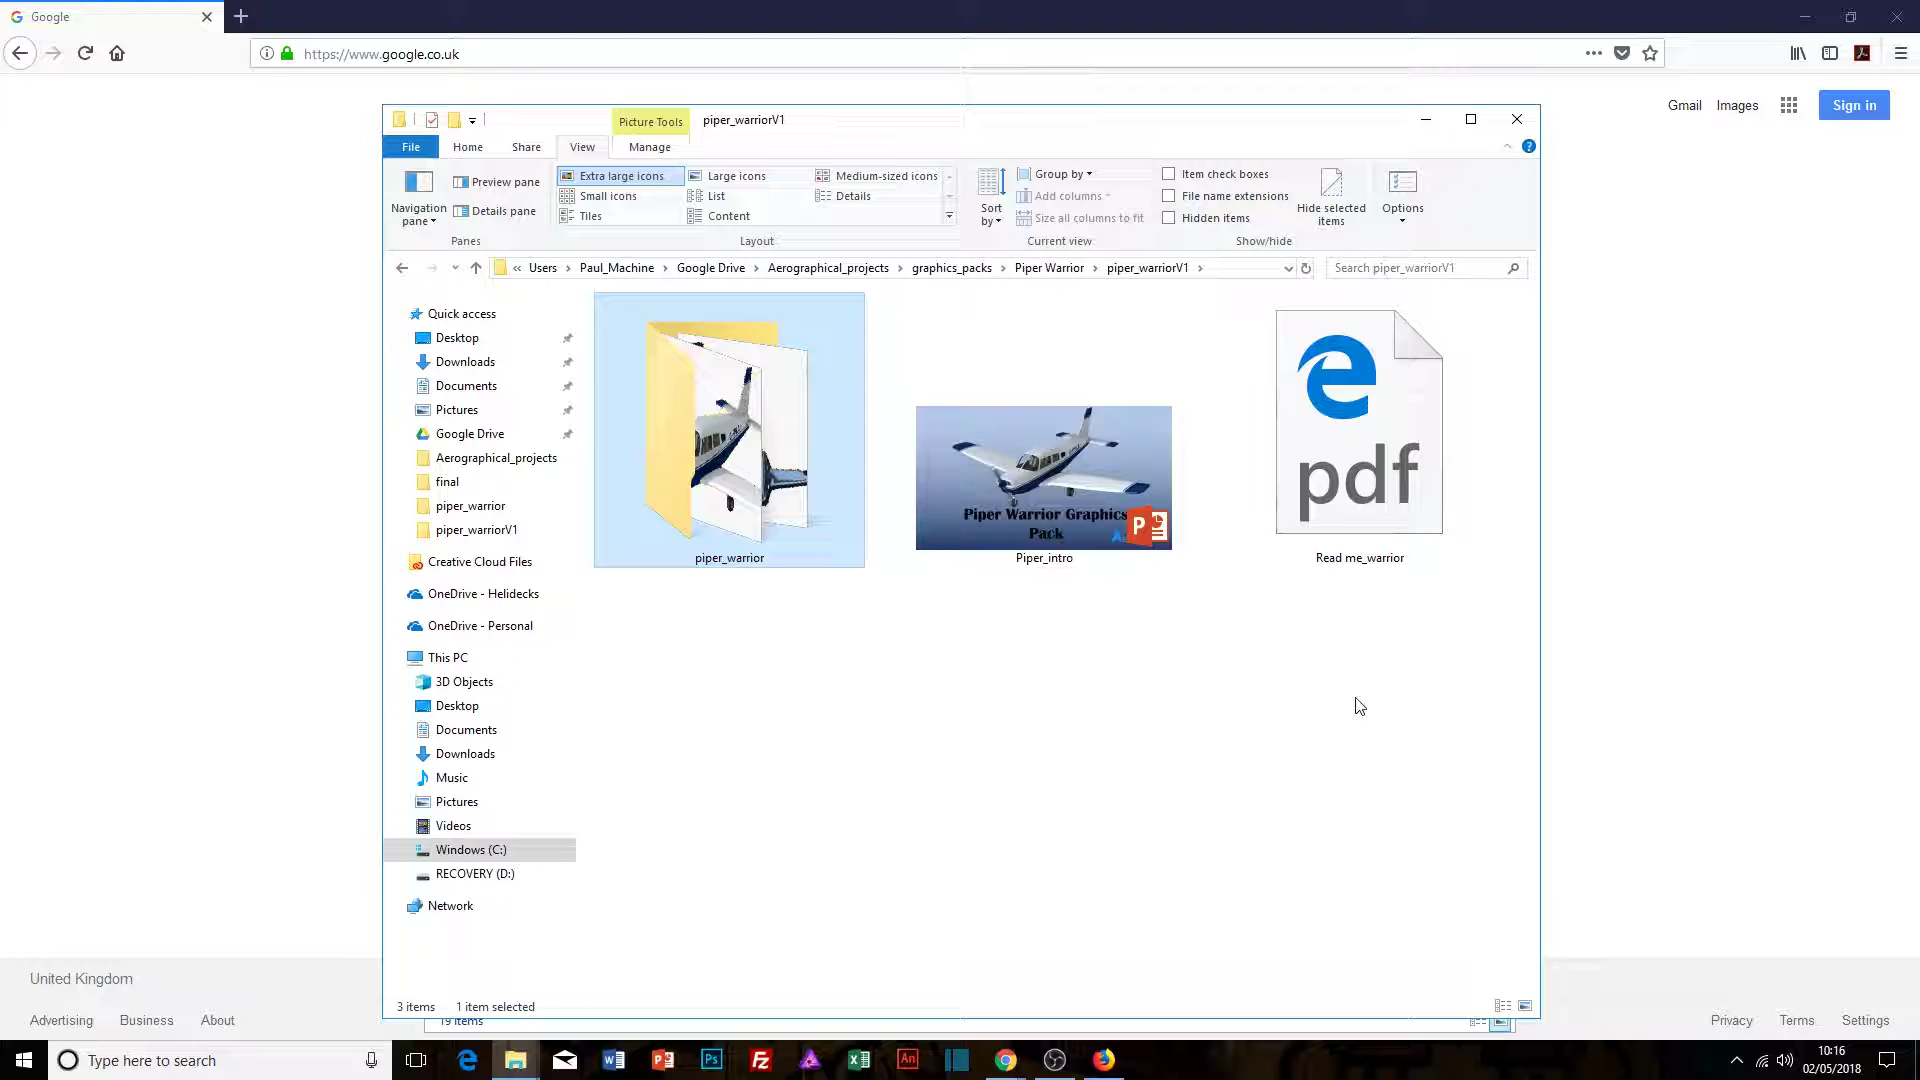 Google
https://www.google.co.uk
Gmail
Images
Sign in
Picture Tools
piper_warriorV1
File
Home
Share
View
Manage
Navigation pane
Preview pane
Details pane
Panes
Extra large icons
Large icons
Medium-sized icons
Small icons
List
Details
Tiles
Content
Layout
Sort by
Group by
Add columns
Size all columns to fit
Current view
Item check boxes
File name extensions
Hidden items
Hide selected items
Show/hide
Options
« Users > Paul_Machine > Google Drive > Aerographical_projects > graphics_packs > Piper Warrior > piper_warriorV1 >
Search piper_warriorV1
Quick access
Desktop
Downloads
Documents
Pictures
Google Drive
Aerographical_projects
final
piper_warrior
piper_warriorV1
Creative Cloud Files
OneDrive - Helidecks
OneDrive - Personal
This PC
3D Objects
Desktop
Documents
Downloads
Music
Pictures
Videos
Windows (C:)
RECOVERY (D:)
Network
piper_warrior
Piper Warrior Graphics
Pack
Piper_intro
pdf
Read me_warrior
3 items
1 item selected
19 items
United Kingdom
Advertising
Business
About
Privacy
Terms
Settings
Type here to search
10:16
02/05/2018